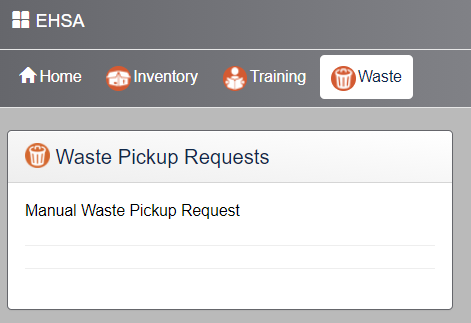 EHSA
Home Inventory Training Waste
Waste Pickup Requests
Manual Waste Pickup Request